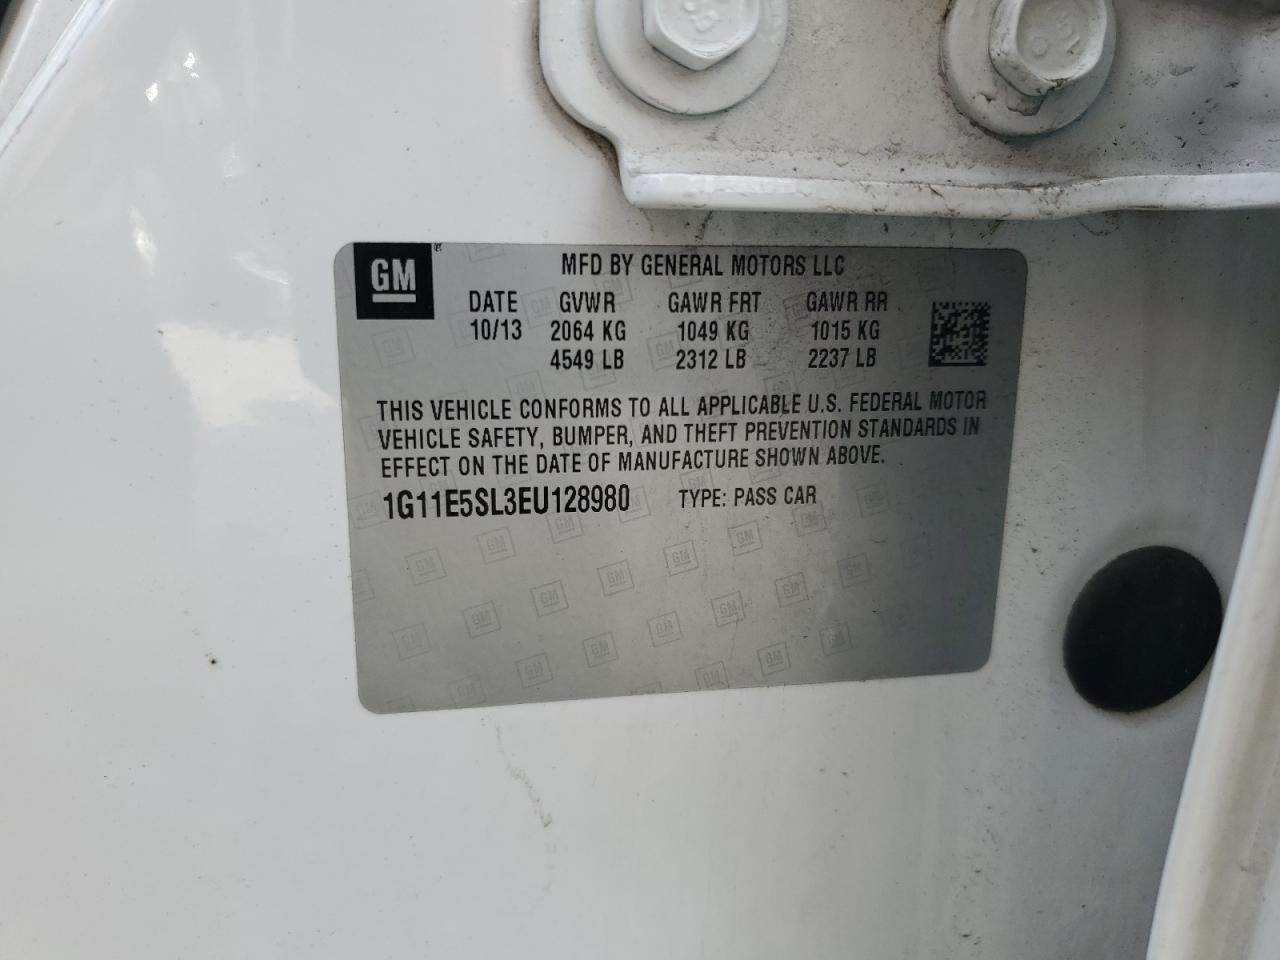 GM
MFD BY GENERAL MOTORS LLC
DATE GVWR GAWR FRT GAWR RR
10/13 2064 KG 1049 KG 1015 KG
4549 LB 2312 LB 2237 LB
THIS VEHICLE CONFORMS TO ALL APPLICABLE U.S. FEDERAL MOTOR
VEHICLE SAFETY, BUMPER, AND THEFT PREVENTION STANDARDS IN
EFFECT ON THE DATE OF MANUFACTURE SHOWN ABOVE.
1G11E5SL3EU128980 TYPE: PASS CAR